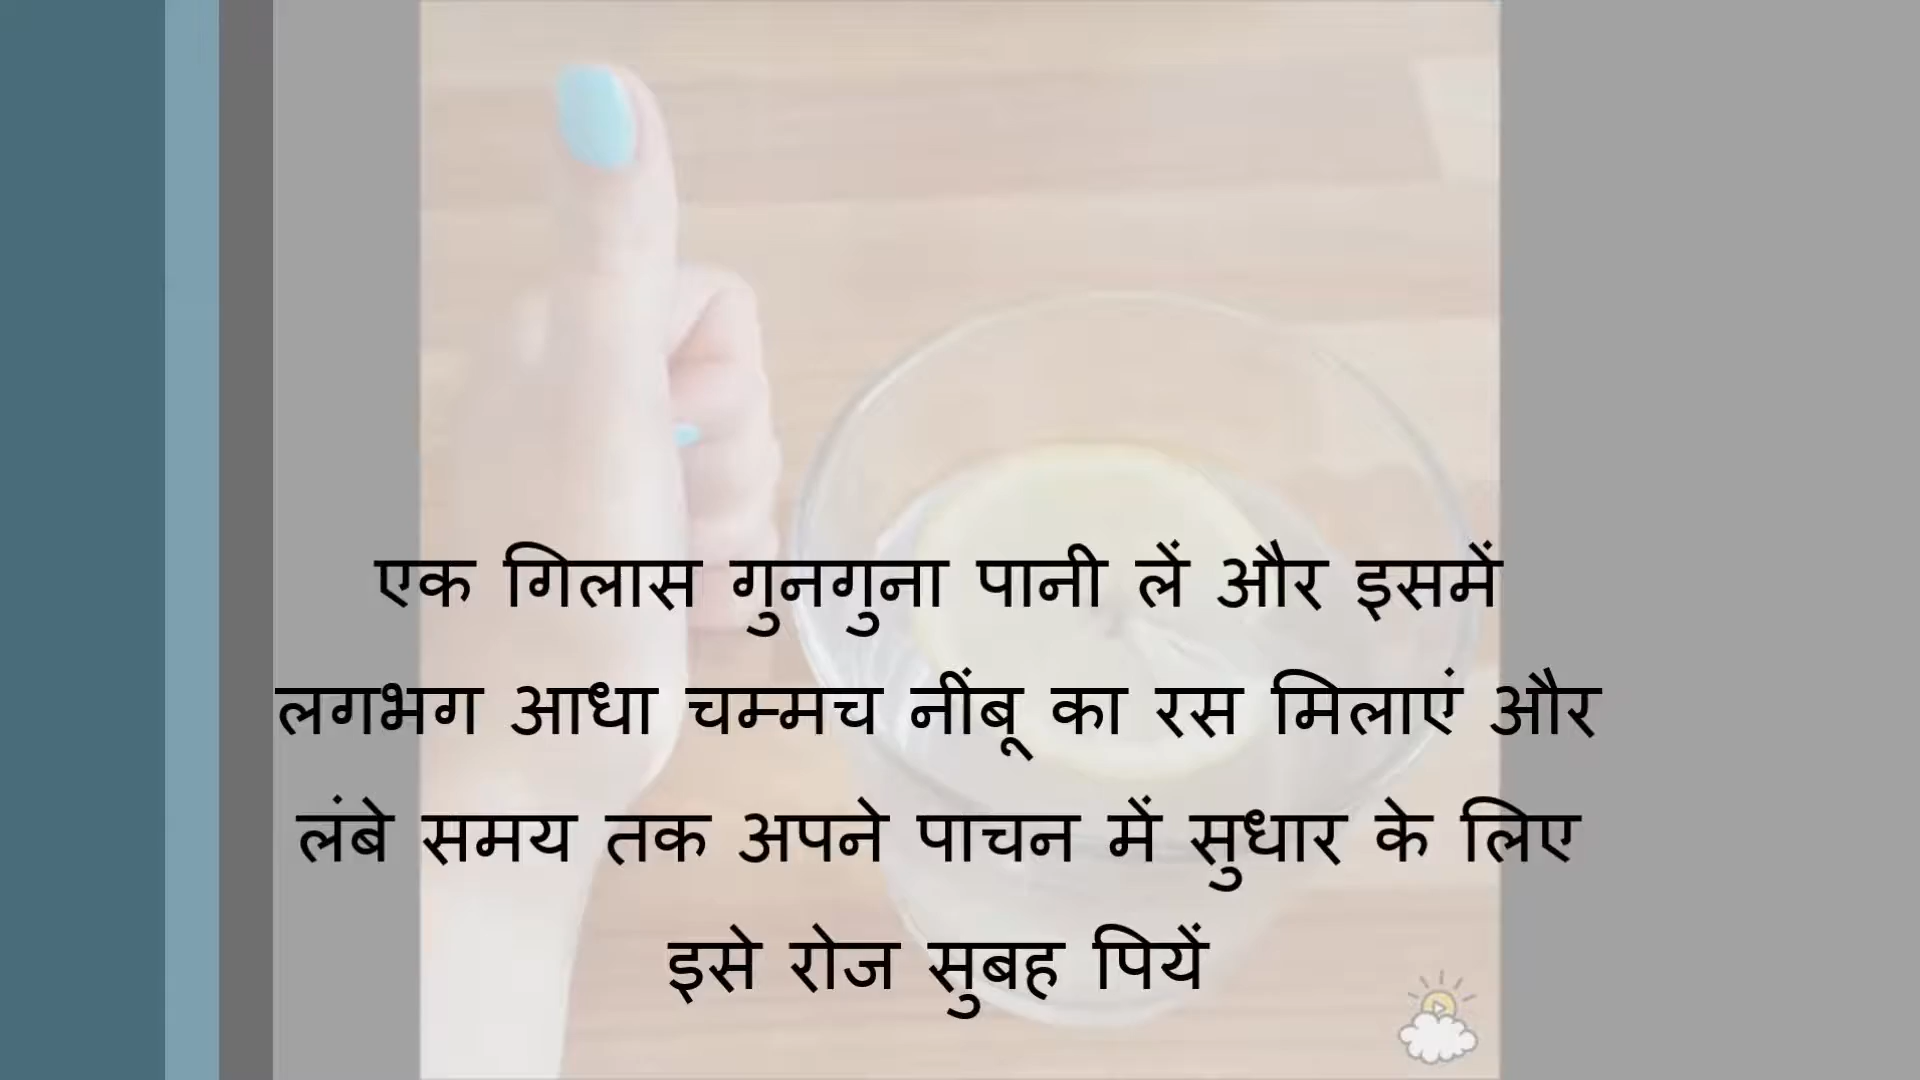 एक गिलास गुनगुना पानी लें और इसमें
लगभग आधा चम्मच नींबू का रस मिलाएं और
लंबे समय तक अपने पाचन में सुधार के लिए
इसे रोज सुबह पियें